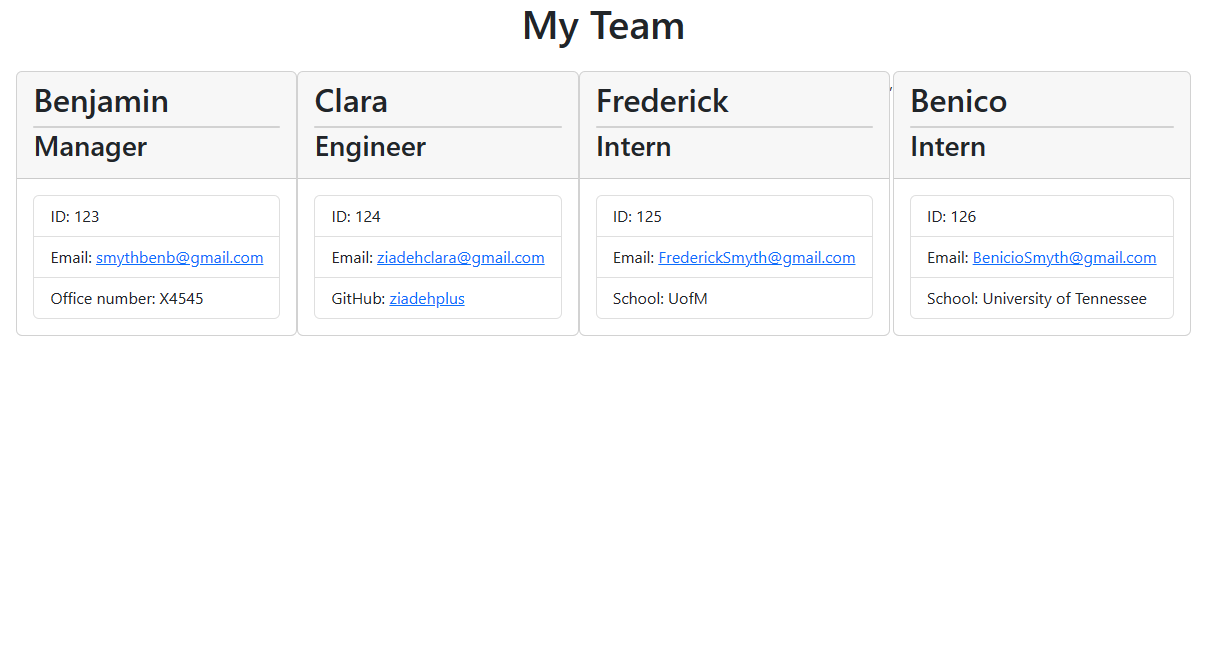 My Team
Benjamin
Manager
ID: 123
Email: smythbenb@gmail.com
Office number: X4545
Clara
Engineer
ID: 124
Email: ziadehclara@gmail.com
GitHub: ziadehplus
Frederick
Intern
ID: 125
Email: FrederickSmyth@gmail.com
School: UofM
,
Benico
Intern
ID: 126
Email: BenicioSmyth@gmail.com
School: University of Tennessee